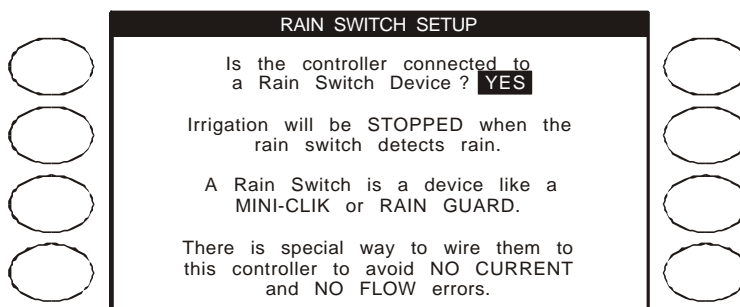 RAIN SWITCH SETUP
Is the controller connected to
a Rain Switch Device ? YES
Irrigation will be STOPPED when the
rain switch detects rain.
A Rain Switch is a device like a
MINI-CLIK or RAIN GUARD.
There is special way to wire them to
this controller to avoid NO CURRENT
and NO FLOW errors.